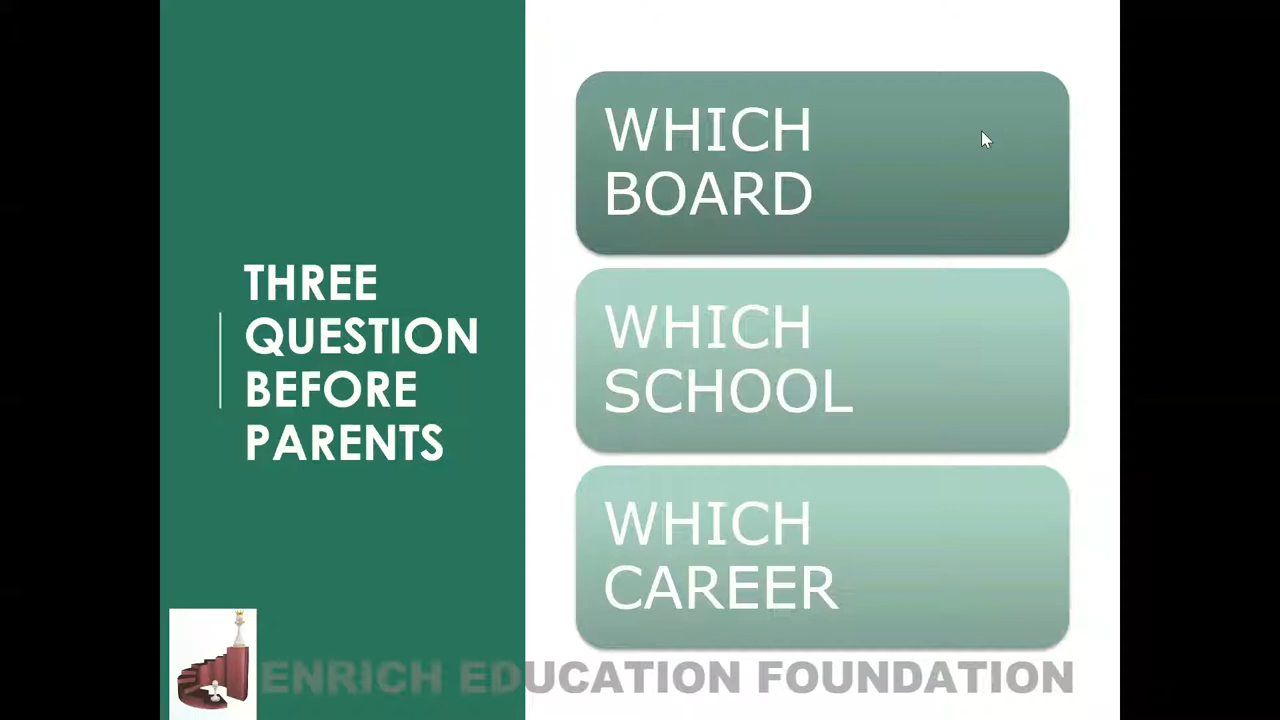 THREE
QUESTION
BEFORE
PARENTS
WHICH
BOARD
WHICH
SCHOOL
WHICH
CAREER
ENRICH EDUCATION FOUNDATION